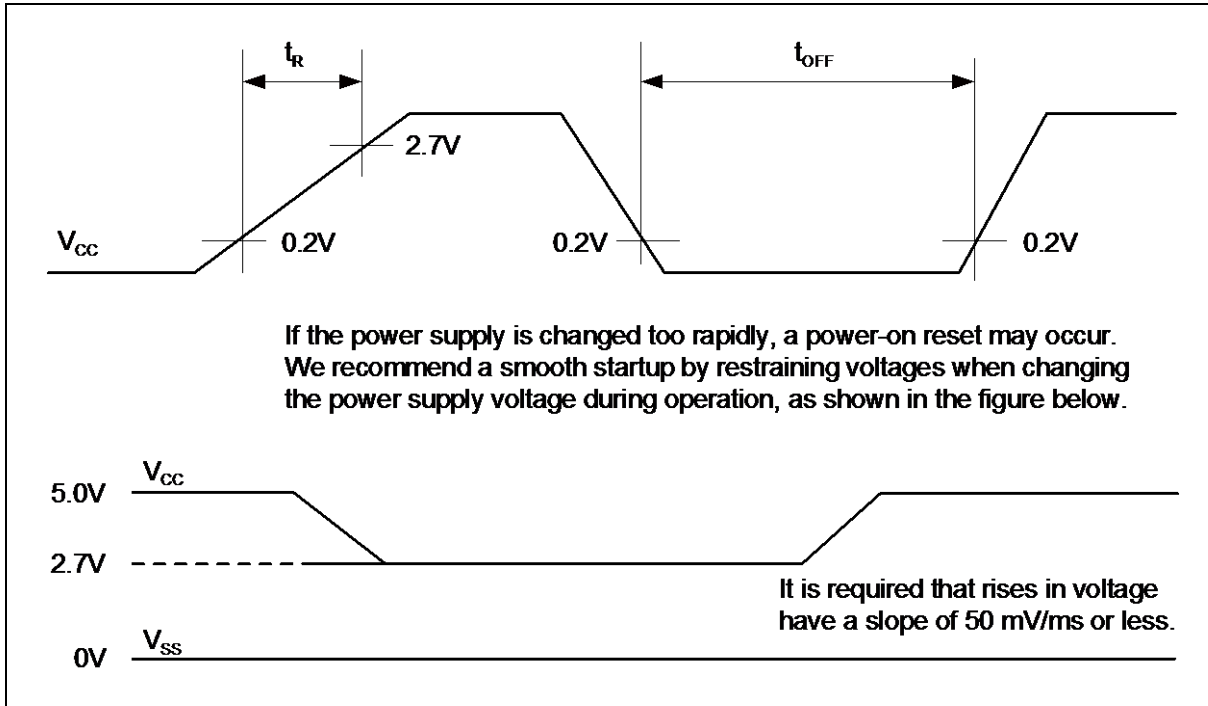 tR tOFF
2.7V
VCC 0.2V 0.2V 0.2V
If the power supply is changed too rapidly, a power-on reset may occur.
We recommend a smooth startup by restraining voltages when changing
the power supply voltage during operation, as shown in the figure below.
VCC
5.0V
2.7V
It is required that rises in voltage
have a slope of 50 mV/ms or less.
VSS
0V